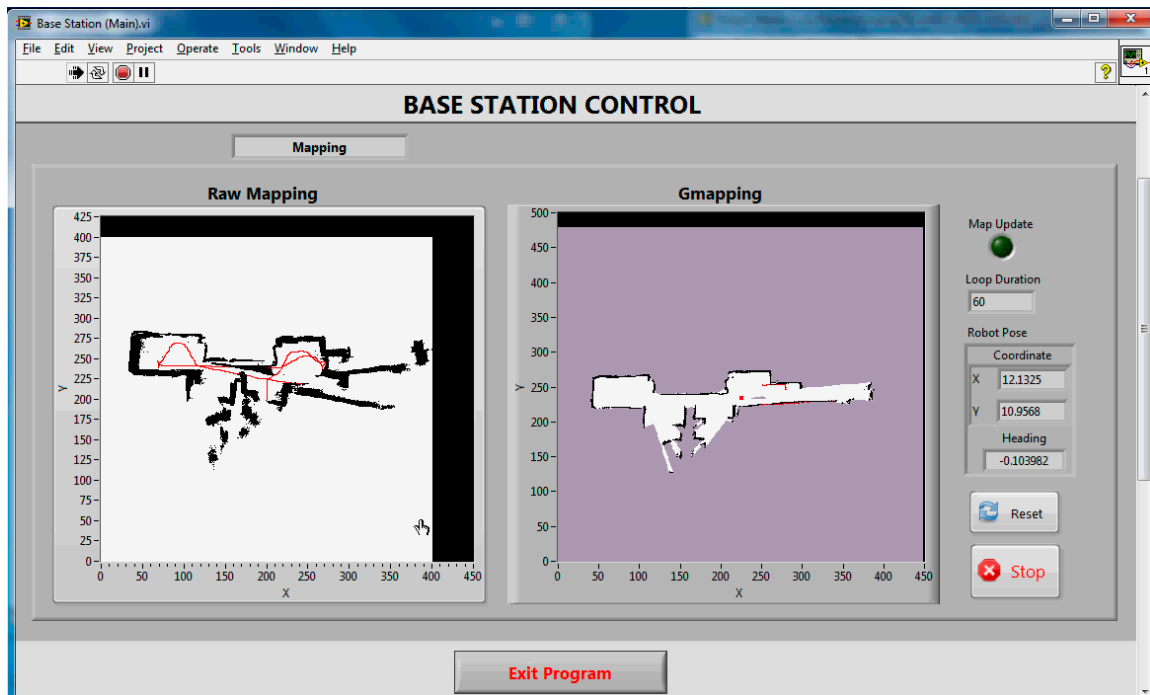 Base Station (Main).vi
File Edit View Project Operate Tools Window Help
1
BASE STATION CONTROL
Mapping
Raw Mapping
425
400
375
350
325
300
275
250
225
200
175
150
125
100
75
50
25
0
Y
0 50 100 150 200 250 300 350 400 450
X
Gmapping
500
450
400
350
300
250
200
150
100
50
0
Y
0 50 100 150 200 250 300 350 400 450
X
Map Update
Loop Duration
60
Robot Pose
Coordinate
X 12.1325
Y 10.9568
Heading
-0.103982
Reset
Stop
Exit Program